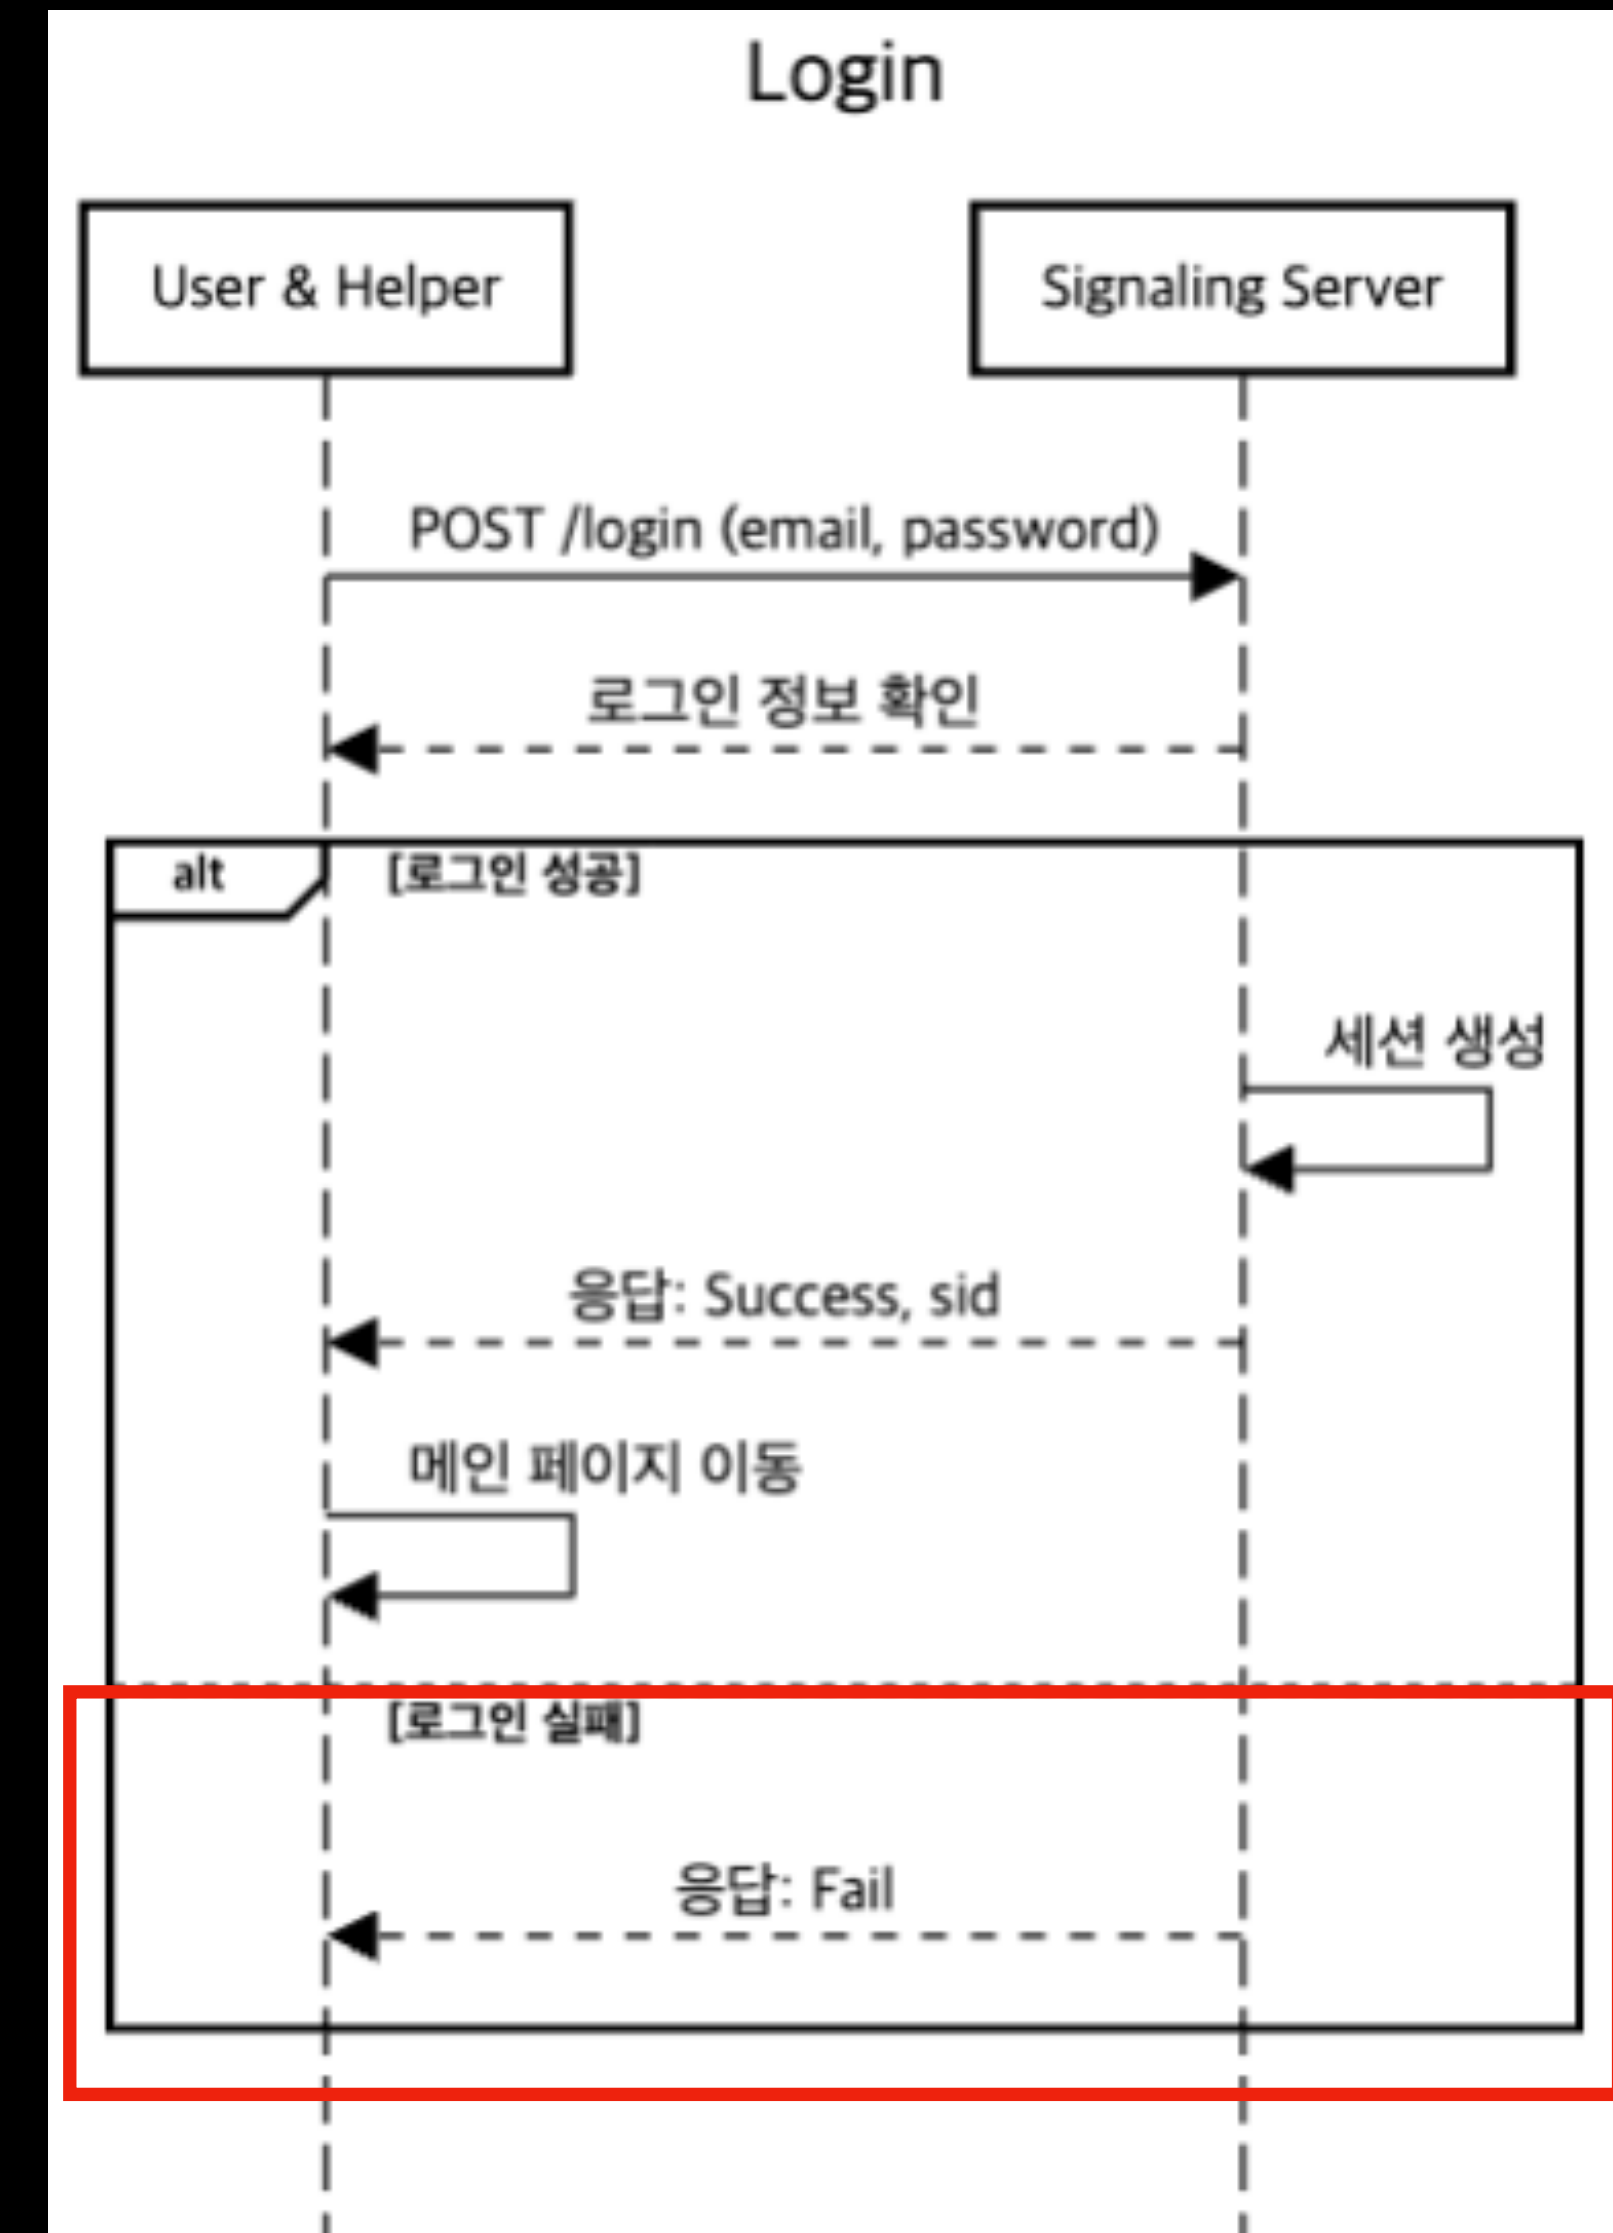 Login
User & Helper
Signaling Server
POST /login (email, password)
로그인 정보 확인
alt
[로그인 성공]
세션 생성
응답: Success, sid
메인 페이지 이동
[로그인 실패]
응답: Fail